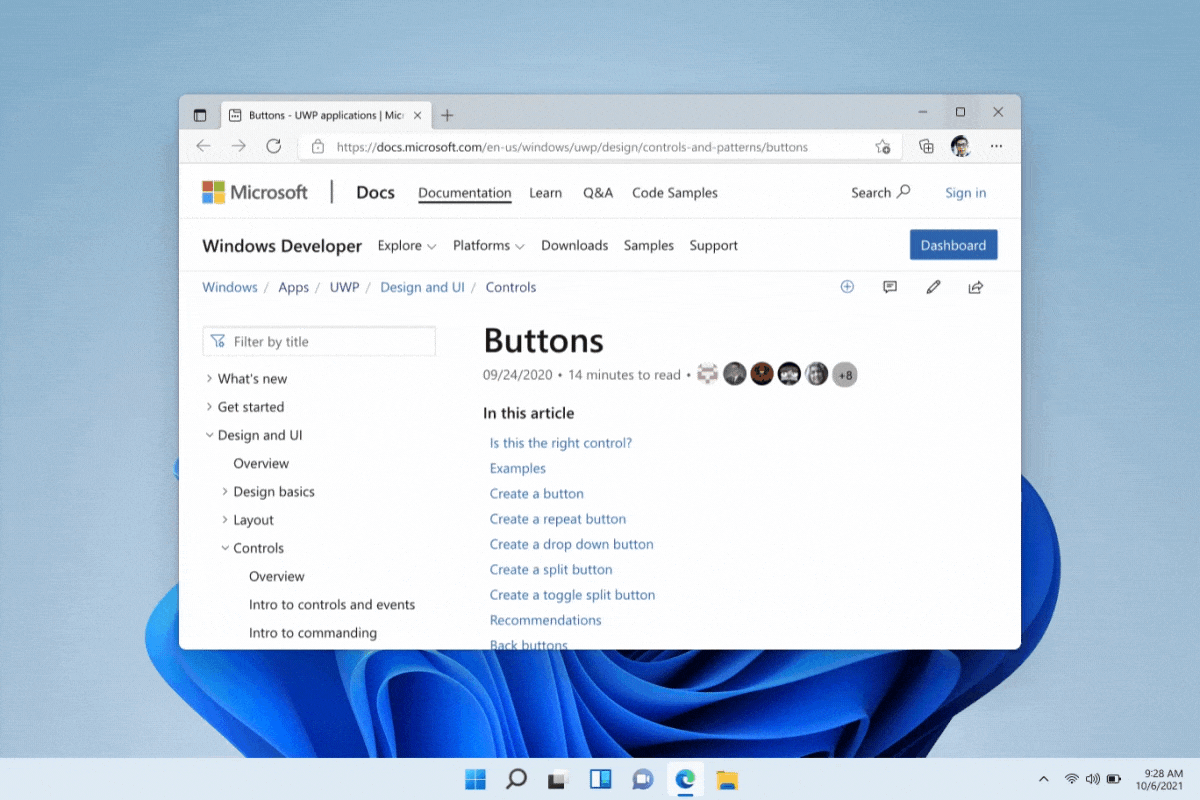 Buttons - UWP applications | Mic
https://docs.microsoft.com/en-us/windows/uwp/design/controls-and-patterns/buttons
Microsoft Docs Documentation Learn Q&A Code Samples Search Sign in
Windows Developer Explore Platforms Downloads Samples Support Dashboard
Windows / Apps / UWP / Design and UI / Controls
Filter by title
What's new
Get started
Design and UI
Overview
Design basics
Layout
Controls
Overview
Intro to controls and events
Intro to commanding
Buttons
09/24/2020 • 14 minutes to read • +8
In this article
Is this the right control?
Examples
Create a button
Create a repeat button
Create a drop down button
Create a split button
Create a toggle split button
Recommendations
Back buttons
9:28 AM
10/6/2021